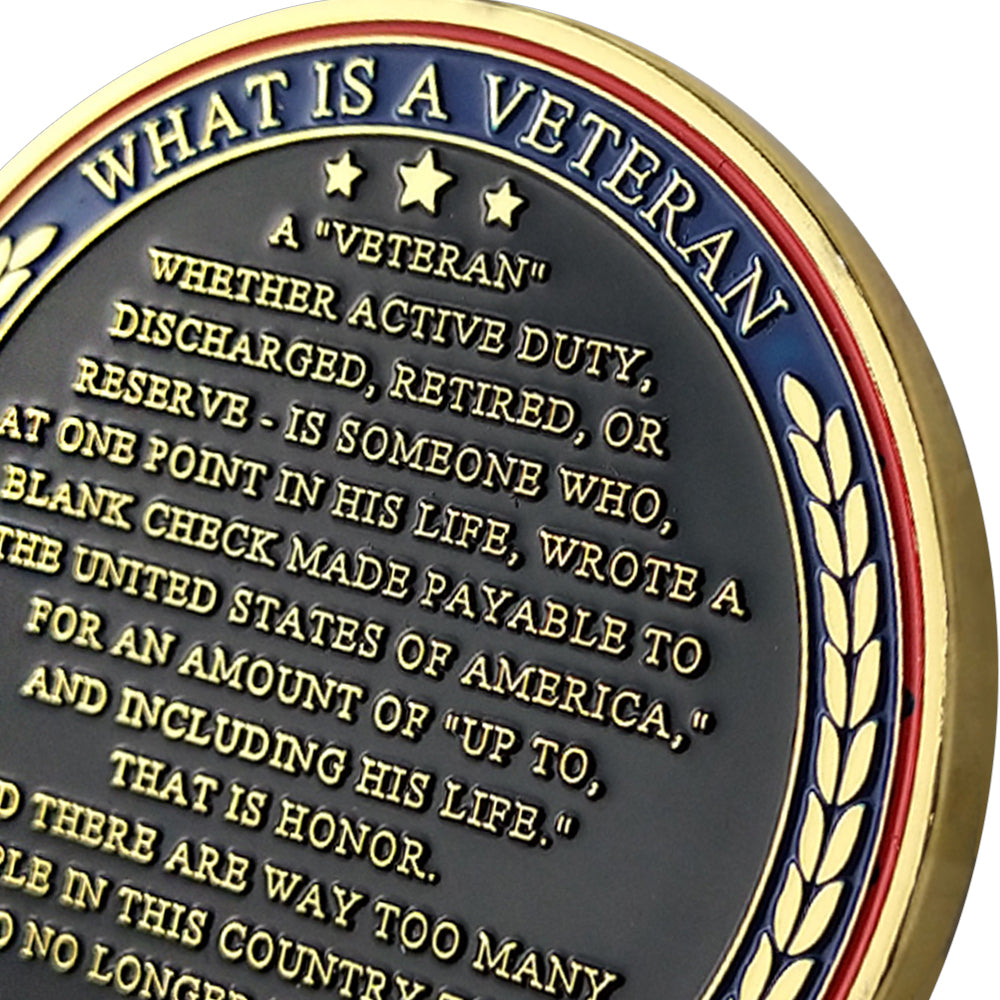 WHAT IS A VETERAN
A "VETERAN"
WHETHER ACTIVE DUTY,
DISCHARGED, RETIRED, OR
RESERVE - IS SOMEONE WHO,
AT ONE POINT IN HIS LIFE, WROTE A
BLANK CHECK MADE PAYABLE TO
THE UNITED STATES OF AMERICA,"
FOR AN AMOUNT OF "UP TO,
AND INCLUDING HIS LIFE."
THAT IS HONOR.
THERE ARE WAY TOO MANY
IN THIS COUNTRY
NO LONGER